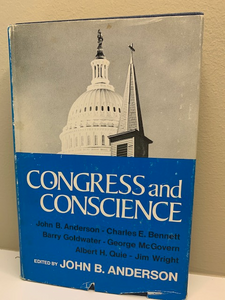 CONGRESS and
CONSCIENCE
John B. Anderson · Charles E. Bennett
Barry Goldwater · George McGovern
Albert H. Quie · Jim Wright
EDITED BY JOHN B. ANDERSON